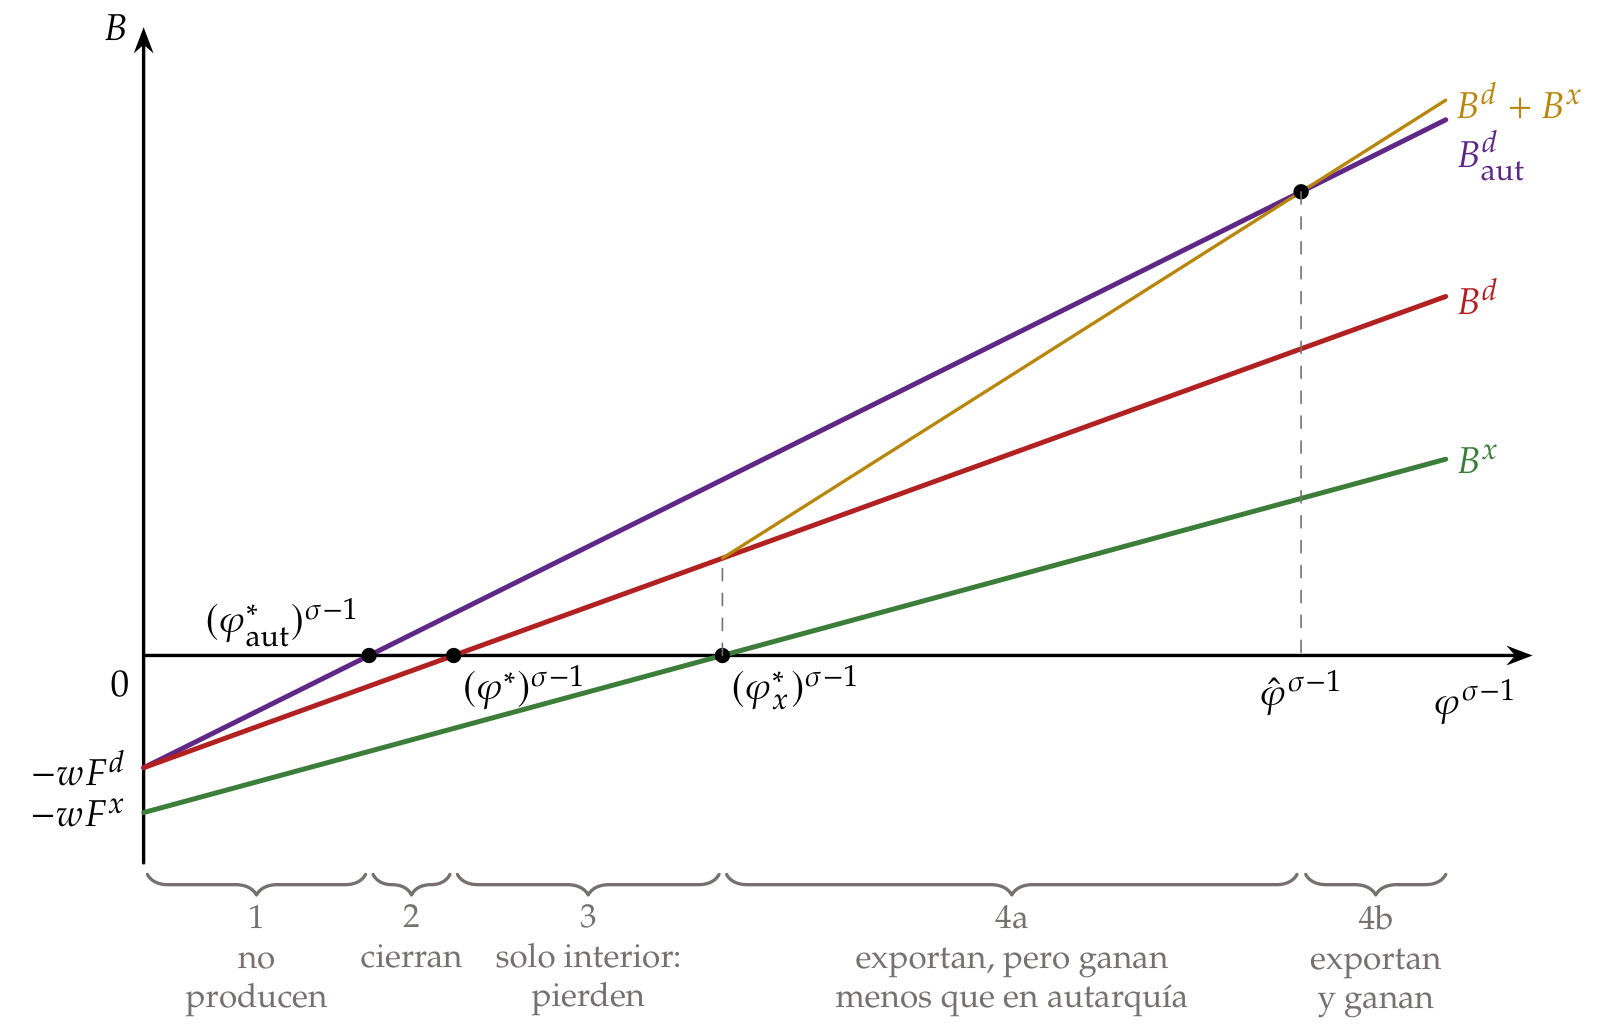 B
B^d + B^x
B^d_aut
B^d
B^x
(φ*_aut)^{σ−1}
0
(φ*)^{σ−1}
(φ*_x)^{σ−1}
φ̂^{σ−1}
φ^{σ−1}
−wF^d
−wF^x
1
no
producen
2
cierran
3
solo interior:
pierden
4a
exportan, pero ganan
menos que en autarquía
4b
exportan
y ganan